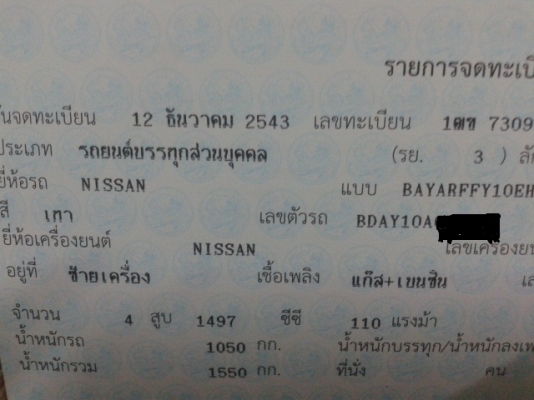 รายการจดทะเบี
วันจดทะเบียน 12 ธันวาคม 2543 เลขทะเบียน 1ฒฆ 7309
ประเภท รถยนต์บรรทุกส่วนบุคคล (รย. 3 ) ลัก
ยี่ห้อรถ NISSAN แบบ BAYARFFY10EH
สี เทา เลขตัวรถ BDAY10A
ยี่ห้อเครื่องยนต์ NISSAN เลขเครื่องยน
อยู่ที่ ซ้ายเครื่อง เชื้อเพลิง แก๊ส+เบนซิน เล
จำนวน 4 สูบ 1497 ซีซี 110 แรงม้า
น้ำหนักรถ 1050 กก. น้ำหนักบรรทุก/น้ำหนักลงเพ
น้ำหนักรวม 1550 กก. ที่นั่ง คน